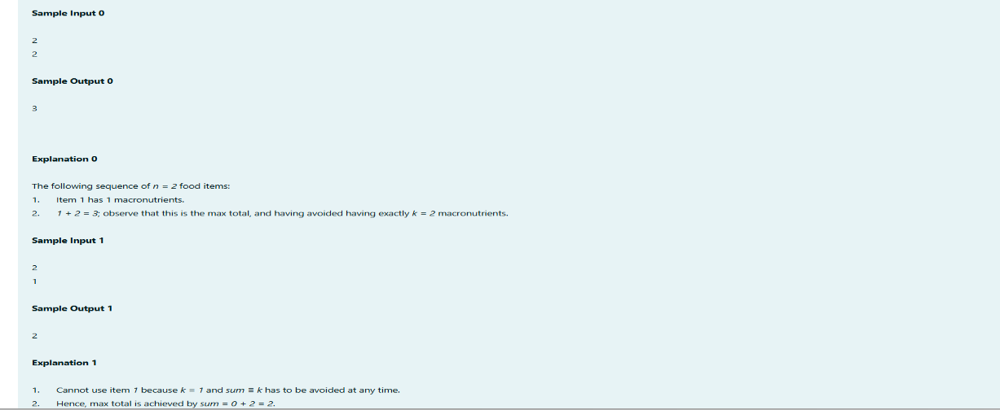 Sample Input 0
2
2
Sample Output 0
3
Explanation 0
The following sequence of n = 2 food items:
1. Item 1 has 1 macronutrients.
2. 1 + 2 = 3; observe that this is the max total, and having avoided having exactly k = 2 macronutrients.
Sample Input 1
2
1
Sample Output 1
2
Explanation 1
1. Cannot use item 1 because k = 1 and sum ≡ k has to be avoided at any time.
2. Hence, max total is achieved by sum = 0 + 2 = 2.